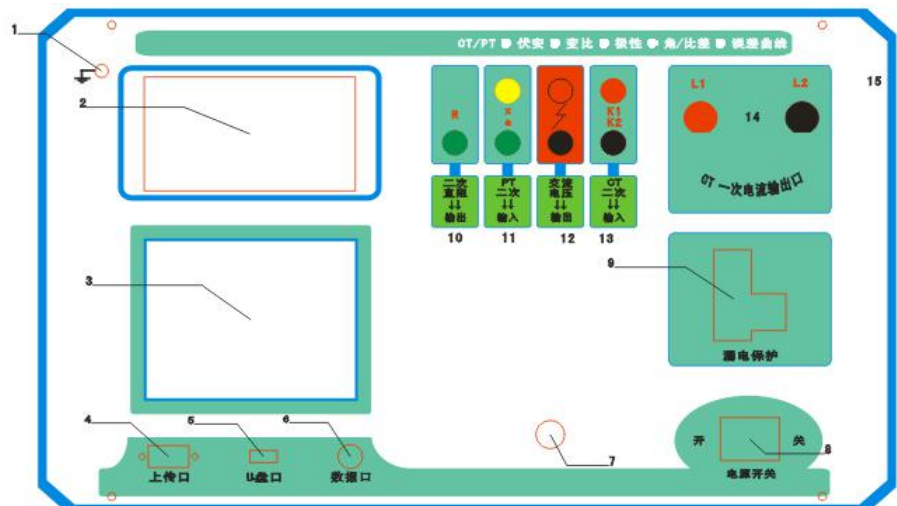 1
CT/PT 伏安 变比 极性 角/比差 误差曲线
2
15
R
×
a
K1
K2
L1
14
L2
CT 一次电流输出口
二次
直阻
↓↓
输出
PT
二次
↓↓
输入
交流
电压
↓↓
输出
CT
二次
↓↓
输入
10
11
12
13
3
9
漏电保护
4
5
6
7
8
上传口
U盘口
数据口
开
关
电源开关